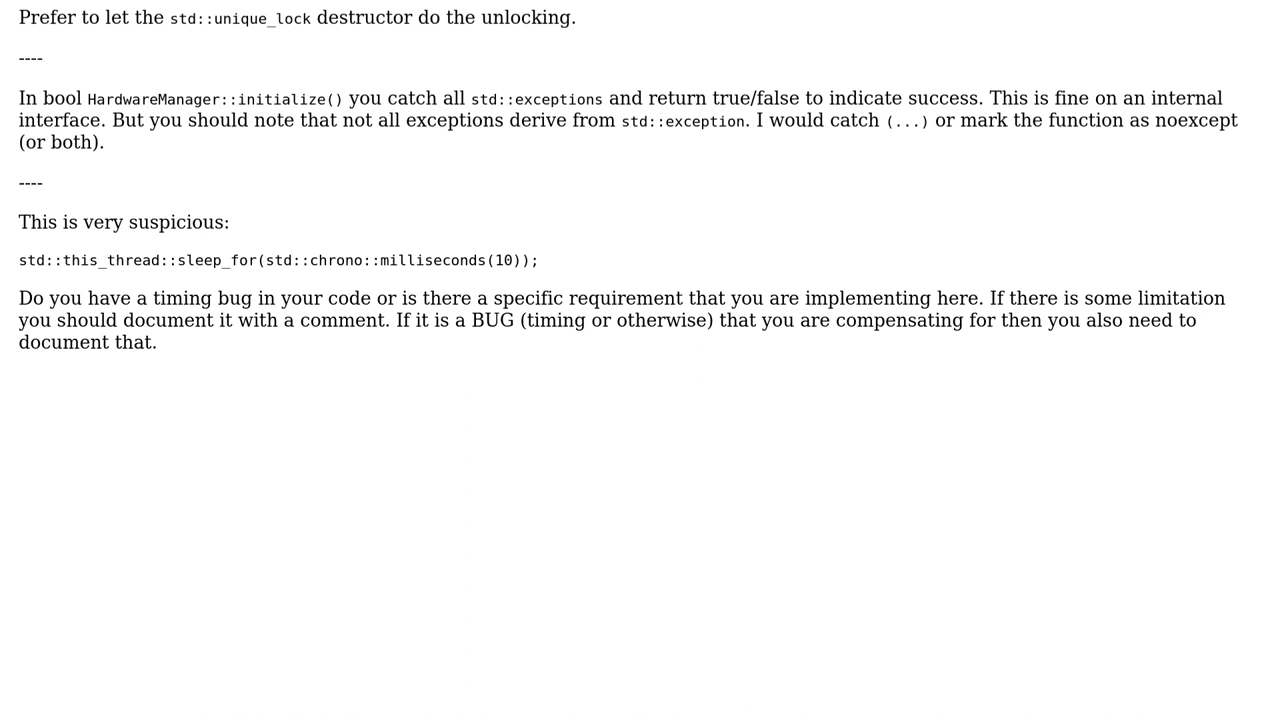 Prefer to let the std::unique_lock destructor do the unlocking.
----
In bool HardwareManager::initialize() you catch all std::exceptions and return true/false to indicate success. This is fine on an internal
interface. But you should note that not all exceptions derive from std::exception. I would catch (...) or mark the function as noexcept
(or both).
----
This is very suspicious:
std::this_thread::sleep_for(std::chrono::milliseconds(10));
Do you have a timing bug in your code or is there a specific requirement that you are implementing here. If there is some limitation
you should document it with a comment. If it is a BUG (timing or otherwise) that you are compensating for then you also need to
document that.